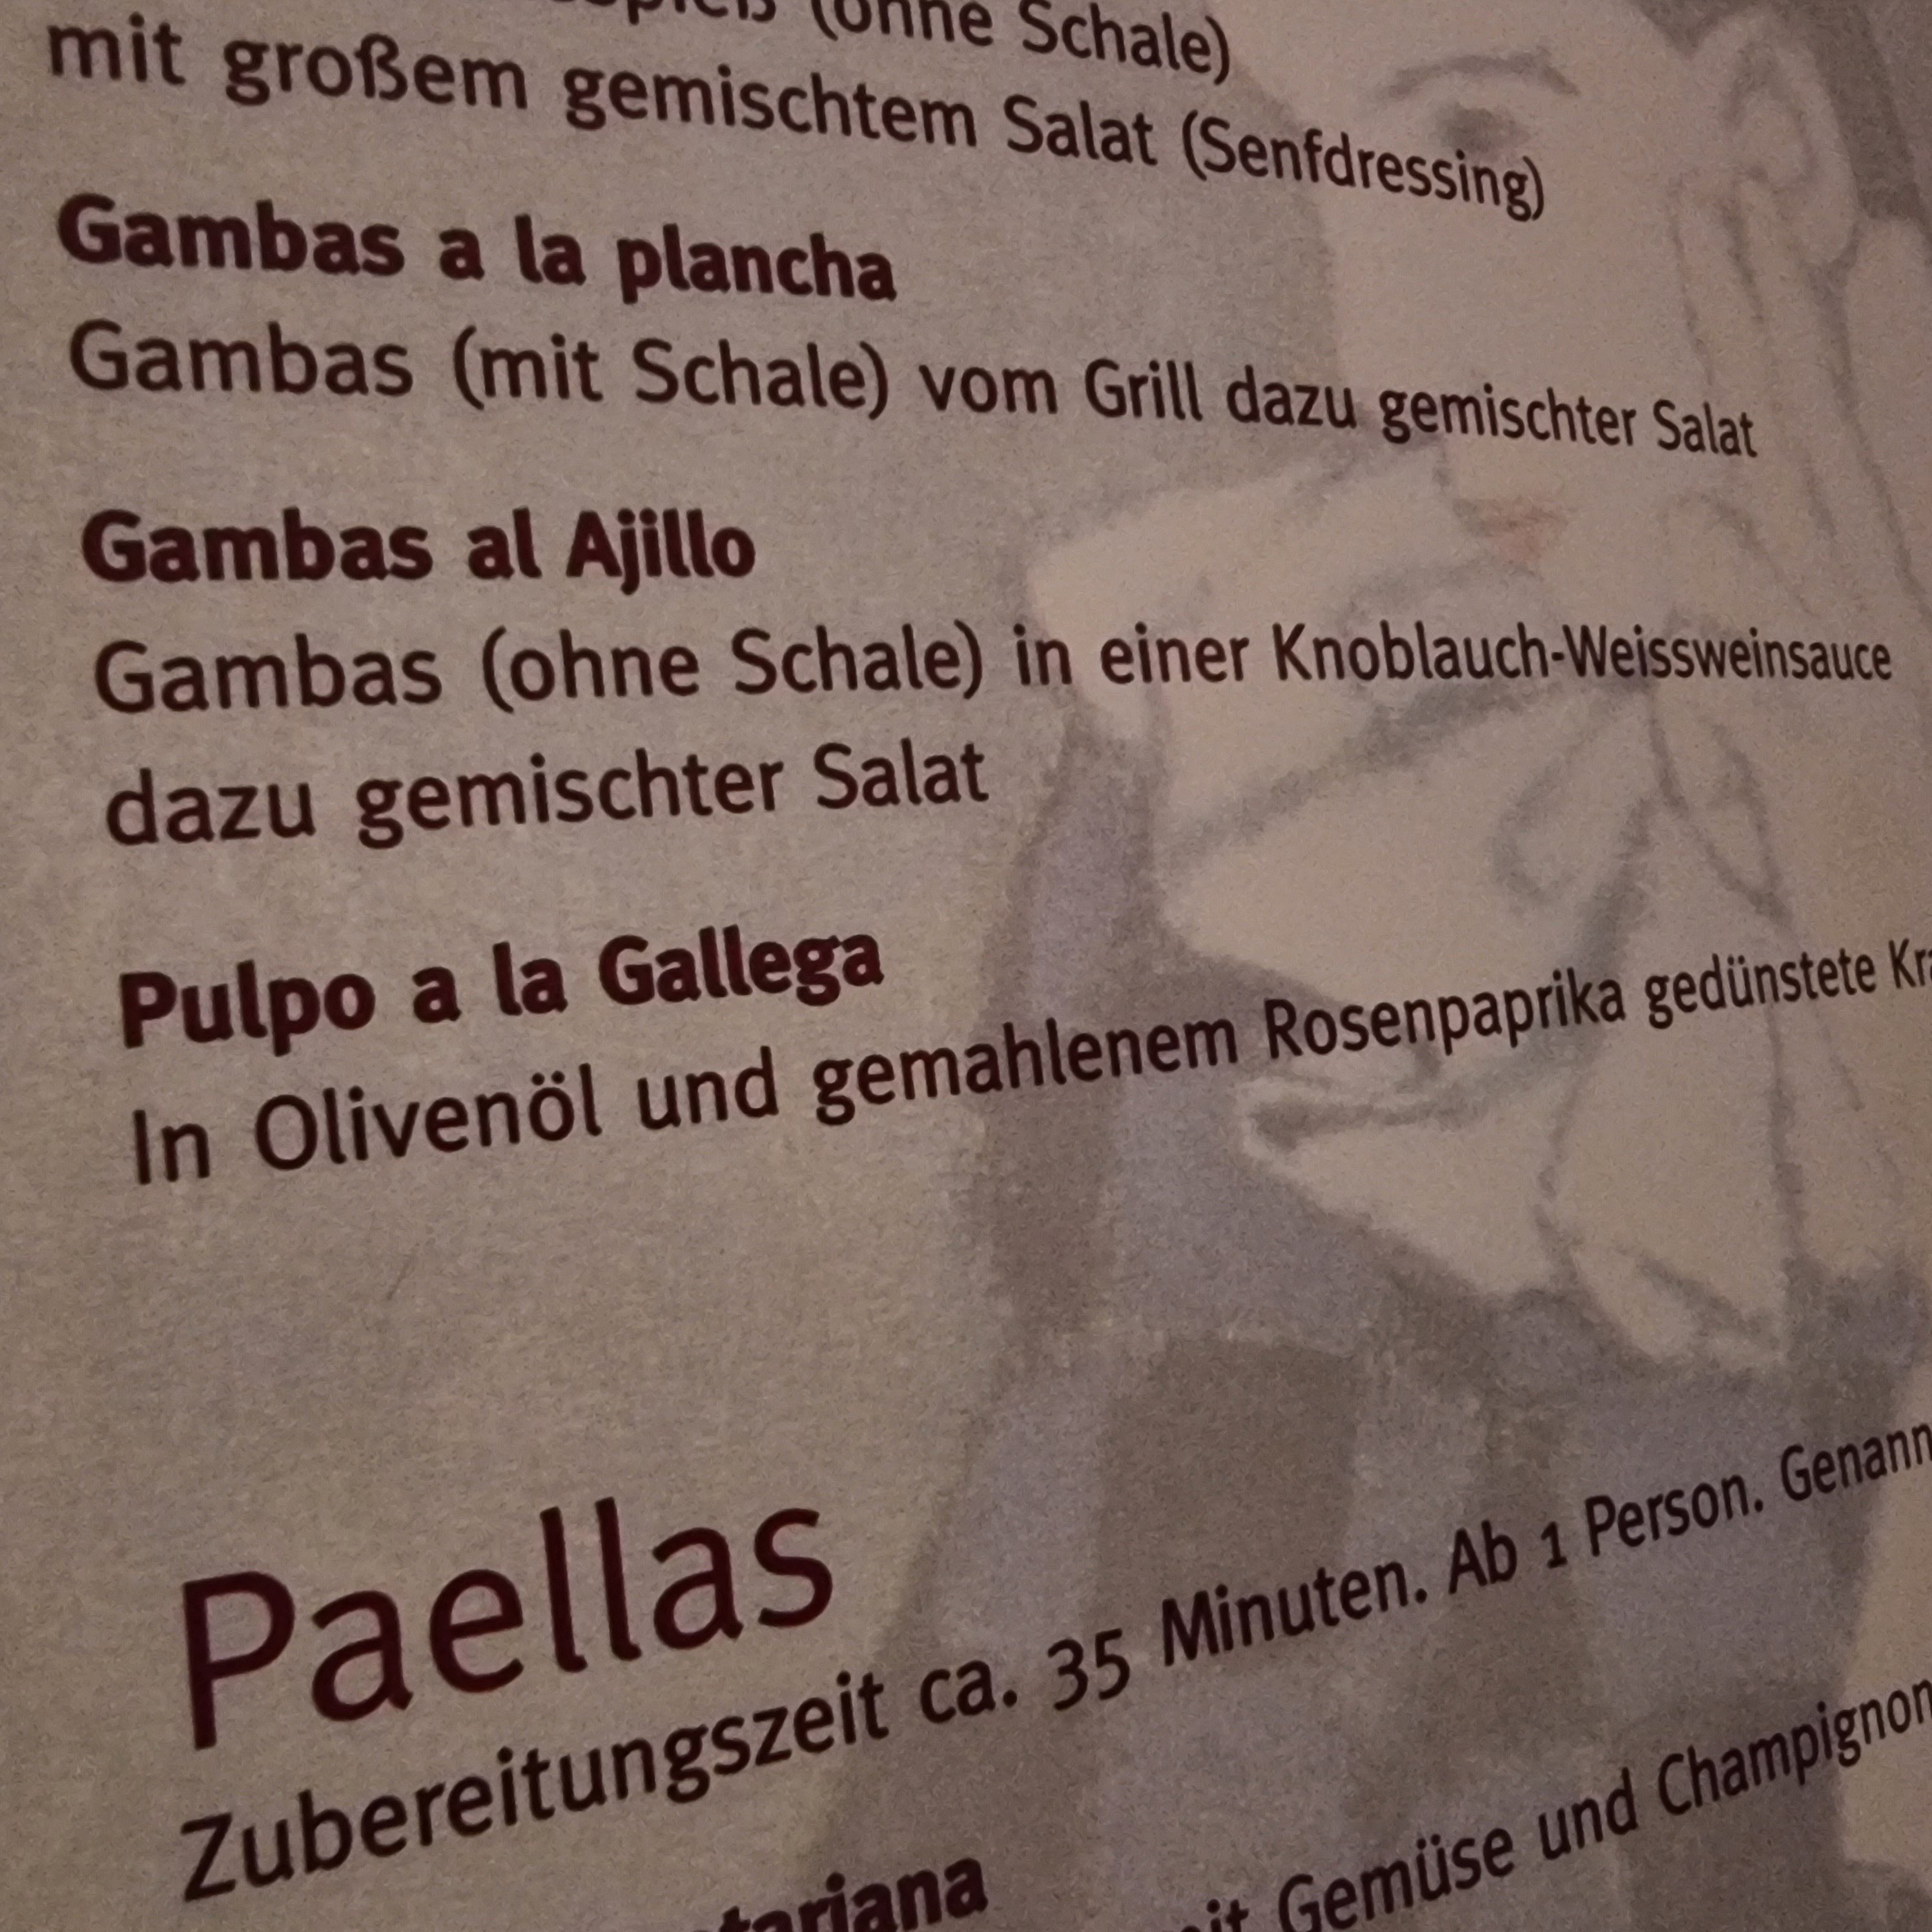 (ohne Schale)
mit großem gemischtem Salat (Senfdressing)
Gambas a la plancha
Gambas (mit Schale) vom Grill dazu gemischter Salat
Gambas al Ajillo
Gambas (ohne Schale) in einer Knoblauch-Weissweinsauce
dazu gemischter Salat
Pulpo a la Gallega
In Olivenöl und gemahlenem Rosenpaprika gedünstete
Paellas
Zubereitungszeit ca. 35 Minuten. Ab 1 Person.
Gemüse und Champignon